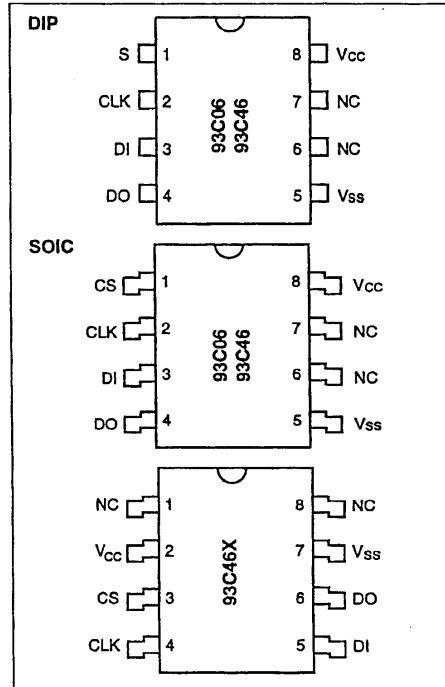 DIP
S 1 8 Vcc
CLK 2 7 NC
DI 3 6 NC
DO 4 5 Vss
93C06
93C46
SOIC
CS 1 8 Vcc
CLK 2 7 NC
DI 3 6 NC
DO 4 5 Vss
93C06
93C46
NC 1 8 NC
Vcc 2 7 Vss
CS 3 6 DO
CLK 4 5 DI
93C46X